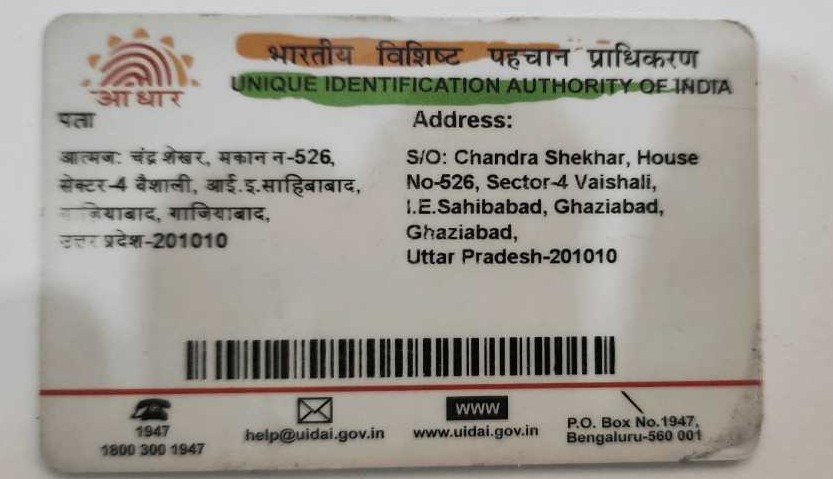 भारतीय विशिष्ट पहचान प्राधिकरण
UNIQUE IDENTIFICATION AUTHORITY OF INDIA
आधार
पता
आत्मज: चंद्र शेखर, मकान न-526,
सेक्टर-4 वैशाली, आई.इ.साहिबाबाद,
गाजियाबाद,
उत्तर प्रदेश-201010
Address:
S/O: Chandra Shekhar, House
No-526, Sector-4 Vaishali,
I.E.Sahibabad, Ghaziabad,
Ghaziabad,
Uttar Pradesh-201010
1947
1800 300 1947
help@uidai.gov.in
www
www.uidai.gov.in
P.O. Box No.1947,
Bengaluru-560 001